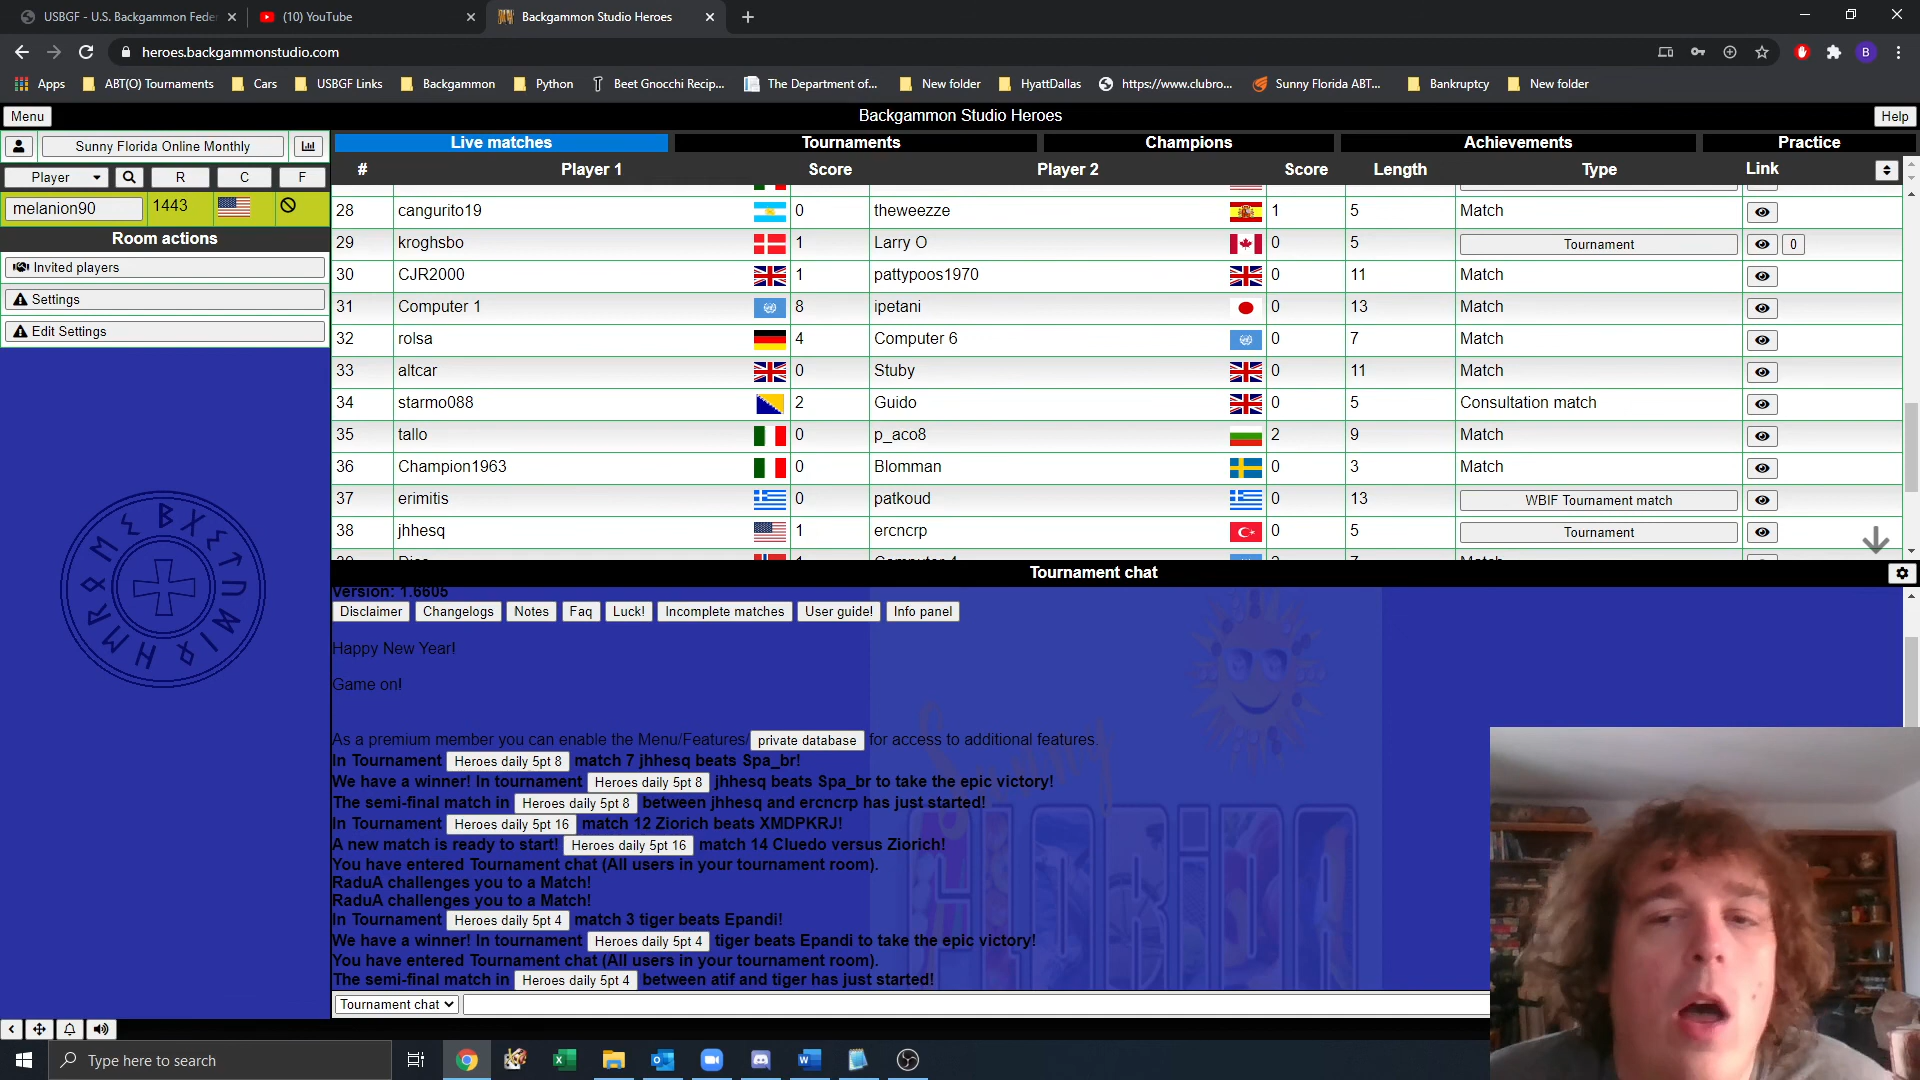 USBGF - U.S. Backgammon Feder
(10) YouTube
Backgammon Studio Heroes
heroes.backgammonstudio.com
B
Apps
ABT(O) Tournaments
Cars
USBGF Links
Backgammon
Python
Beet Gnocchi Recip...
The Department of...
New folder
HyattDallas
https://www.clubro...
Sunny Florida ABT...
Bankruptcy
New folder
Menu
Backgammon Studio Heroes
Help
Sunny Florida Online Monthly
Live matches Tournaments Champions Achievements Practice
Player R C F
# Player 1 Score Player 2 Score Length Type Link
melanion90 1443
Room actions
Invited players
Settings
Edit Settings
28 cangurito19 0 theweezze 1 5 Match
29 kroghsbo 1 Larry O 0 5 Tournament 0
30 CJR2000 1 pattypoos1970 0 11 Match
31 Computer 1 8 ipetani 0 13 Match
32 rolsa 4 Computer 6 0 7 Match
33 altcar 0 Stuby 0 11 Match
34 starmo088 2 Guido 0 5 Consultation match
35 tallo 0 p_aco8 2 9 Match
36 Champion1963 0 Blomman 0 3 Match
37 erimitis 0 patkoud 0 13 WBIF Tournament match
38 jhhesq 1 ercncrp 0 5 Tournament
Tournament chat
Version: 1.6605
Disclaimer Changelogs Notes Faq Luck! Incomplete matches User guide! Info panel
Happy New Year!
Game on!
As a premium member you can enable the Menu/Features/ private database for access to additional features.
In Tournament Heroes daily 5pt 8 match 7 jhhesq beats Spa_br!
We have a winner! In tournament Heroes daily 5pt 8 jhhesq beats Spa_br to take the epic victory!
The semi-final match in Heroes daily 5pt 8 between jhhesq and ercncrp has just started!
In Tournament Heroes daily 5pt 16 match 12 Ziorich beats XMDPKRJ!
A new match is ready to start! Heroes daily 5pt 16 match 14 Cluedo versus Ziorich!
You have entered Tournament chat (All users in your tournament room).
RaduA challenges you to a Match!
RaduA challenges you to a Match!
In Tournament Heroes daily 5pt 4 match 3 tiger beats Epandi!
We have a winner! In tournament Heroes daily 5pt 4 tiger beats Epandi to take the epic victory!
You have entered Tournament chat (All users in your tournament room).
The semi-final match in Heroes daily 5pt 4 between atif and tiger has just started!
Sunny
FLORIDA
Tournament chat
Type here to search